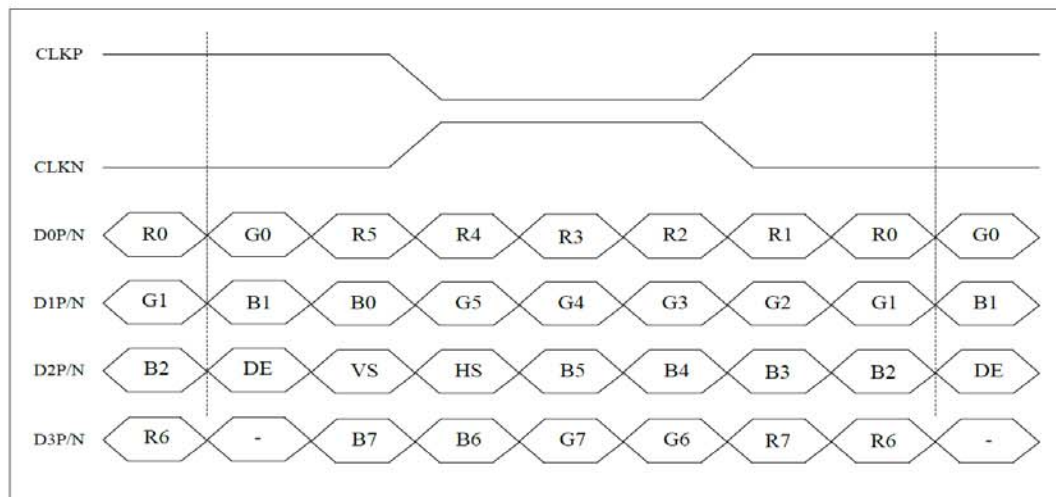 CLKP
CLKN
D0P/N R0 G0 R5 R4 R3 R2 R1 R0 G0
D1P/N G1 B1 B0 G5 G4 G3 G2 G1 B1
D2P/N B2 DE VS HS B5 B4 B3 B2 DE
D3P/N R6 - B7 B6 G7 G6 R7 R6 -